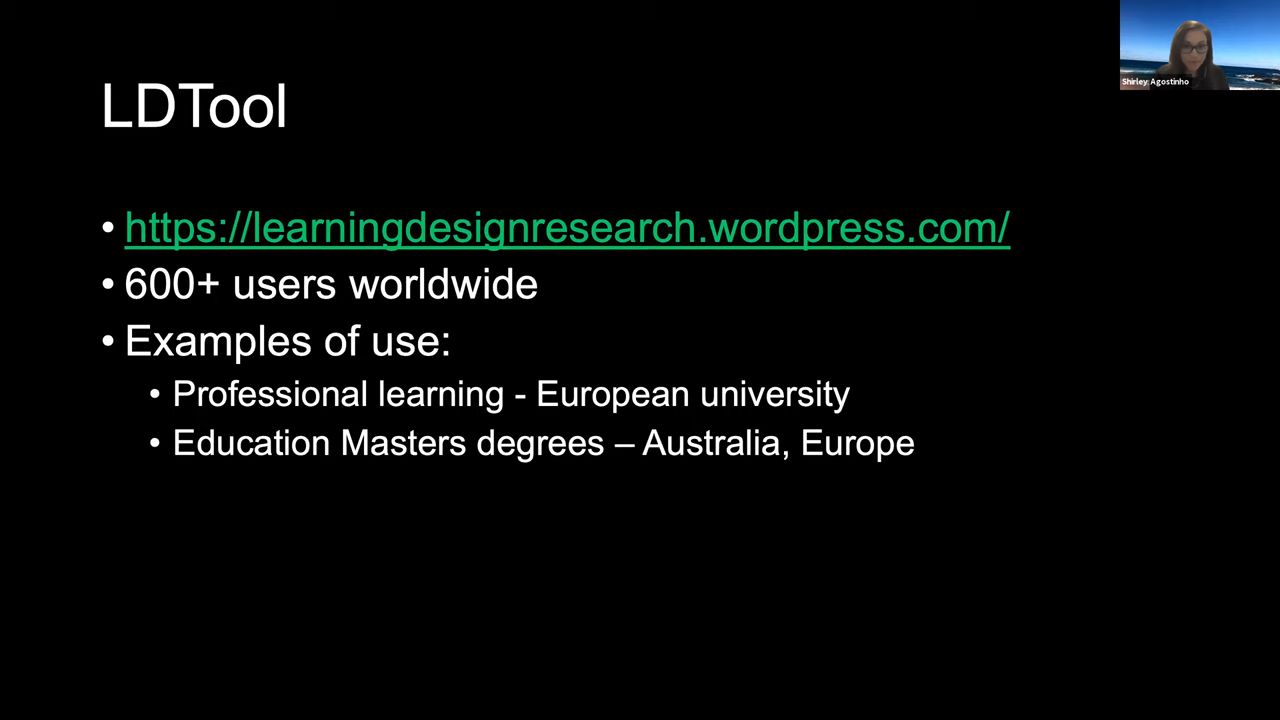 LDTool
• https://learningdesignresearch.wordpress.com/
• 600+ users worldwide
• Examples of use:
• Professional learning - European university
• Education Masters degrees – Australia, Europe
Shirley Agostinho